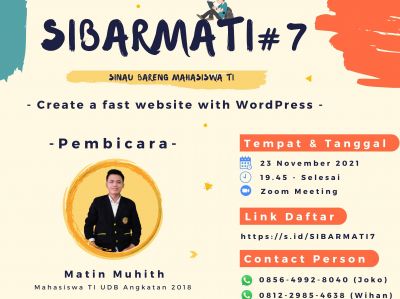 SIBARMATI#7
SINAU BARENG MAHASISWA TI
- Create a fast website with WordPress -
-Pembicara-
Matin Muhith
Mahasiswa TI UDB Angkatan 2018
Tempat & Tanggal
23 November 2021
19.45 - Selesai
Zoom Meeting
Link Daftar
https://s.id/SIBARMATI7
Contact Person
0856-4992-8040 (Joko)
0812-2985-4638 (Wihan)